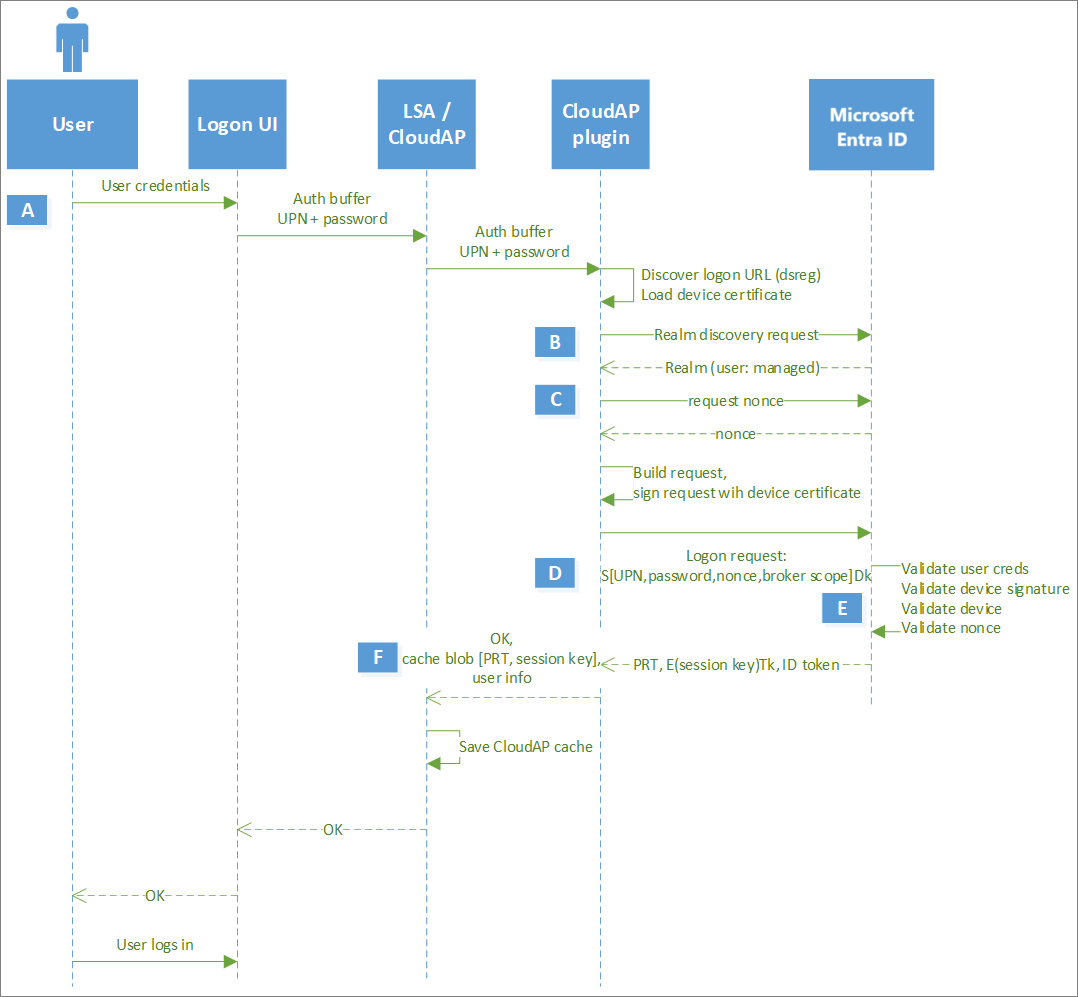 User
Logon UI
LSA /
CloudAP
CloudAP
plugin
Microsoft
Entra ID
A
User credentials
Auth buffer
UPN + password
Auth buffer
UPN + password
Discover logon URL (dsreg)
Load device certificate
B
Realm discovery request
Realm (user: managed)
C
request nonce
nonce
Build request,
sign request wih device certificate
D
Logon request:
S[UPN,password,nonce,broker scope]Dk
E
Validate user creds
Validate device signature
Validate device
Validate nonce
F
OK,
cache blob [PRT, session key],
user info
PRT, E(session key)Tk, ID token
Save CloudAP cache
OK
OK
User logs in